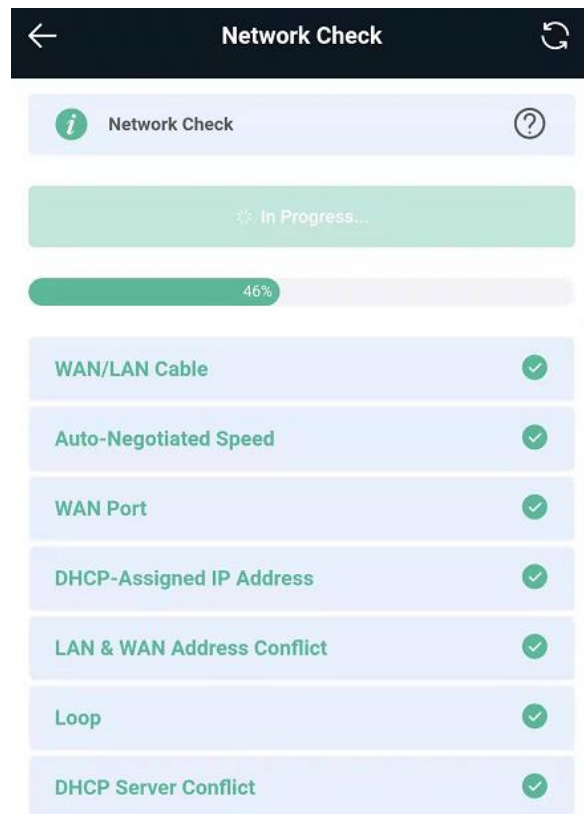 Network Check
Network Check
In Progress...
46%
WAN/LAN Cable
Auto-Negotiated Speed
WAN Port
DHCP-Assigned IP Address
LAN & WAN Address Conflict
Loop
DHCP Server Conflict